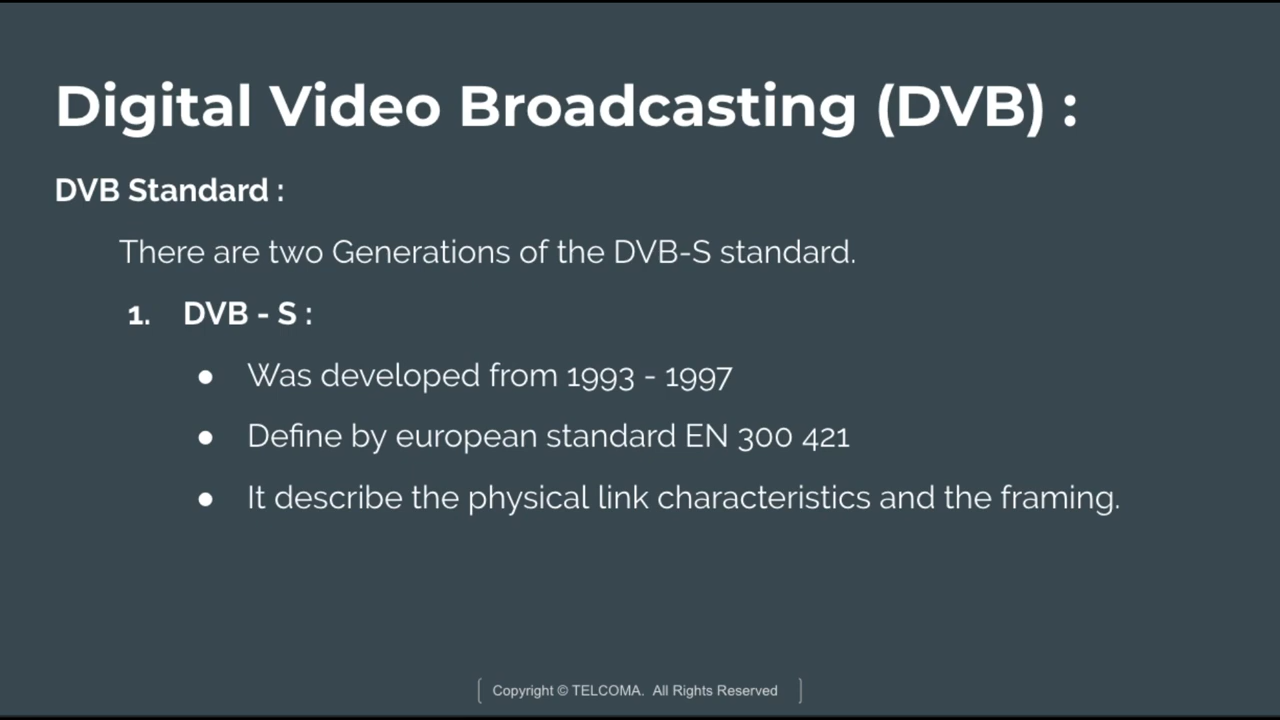 Digital Video Broadcasting (DVB) :
DVB Standard :
There are two Generations of the DVB-S standard.
1. DVB - S :
● Was developed from 1993 - 1997
● Define by european standard EN 300 421
● It describe the physical link characteristics and the framing.
Copyright © TELCOMA. All Rights Reserved